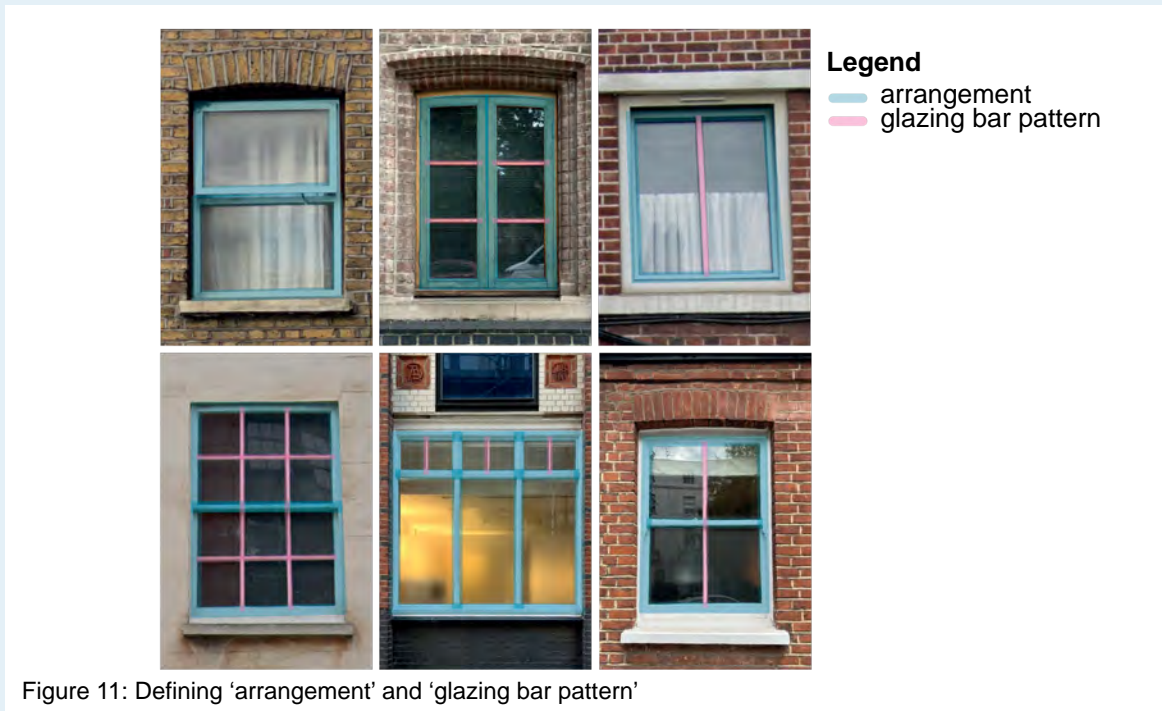 Legend
arrangement
glazing bar pattern
Figure 11: Defining ‘arrangement’ and ‘glazing bar pattern’